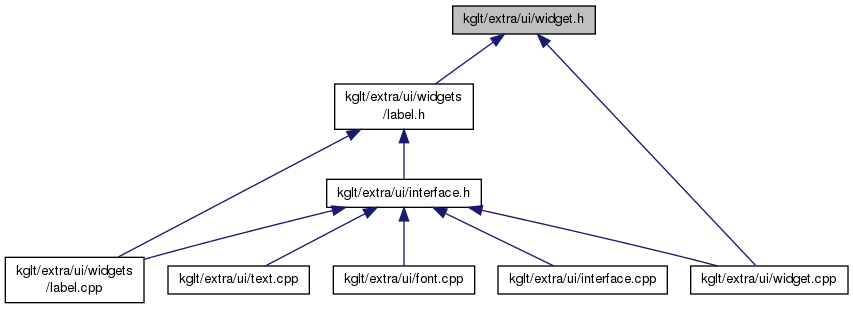 kglt/extra/ui/widget.h
kglt/extra/ui/widgets
/label.h
kglt/extra/ui/interface.h
kglt/extra/ui/widgets
/label.cpp
kglt/extra/ui/text.cpp
kglt/extra/ui/font.cpp
kglt/extra/ui/interface.cpp
kglt/extra/ui/widget.cpp